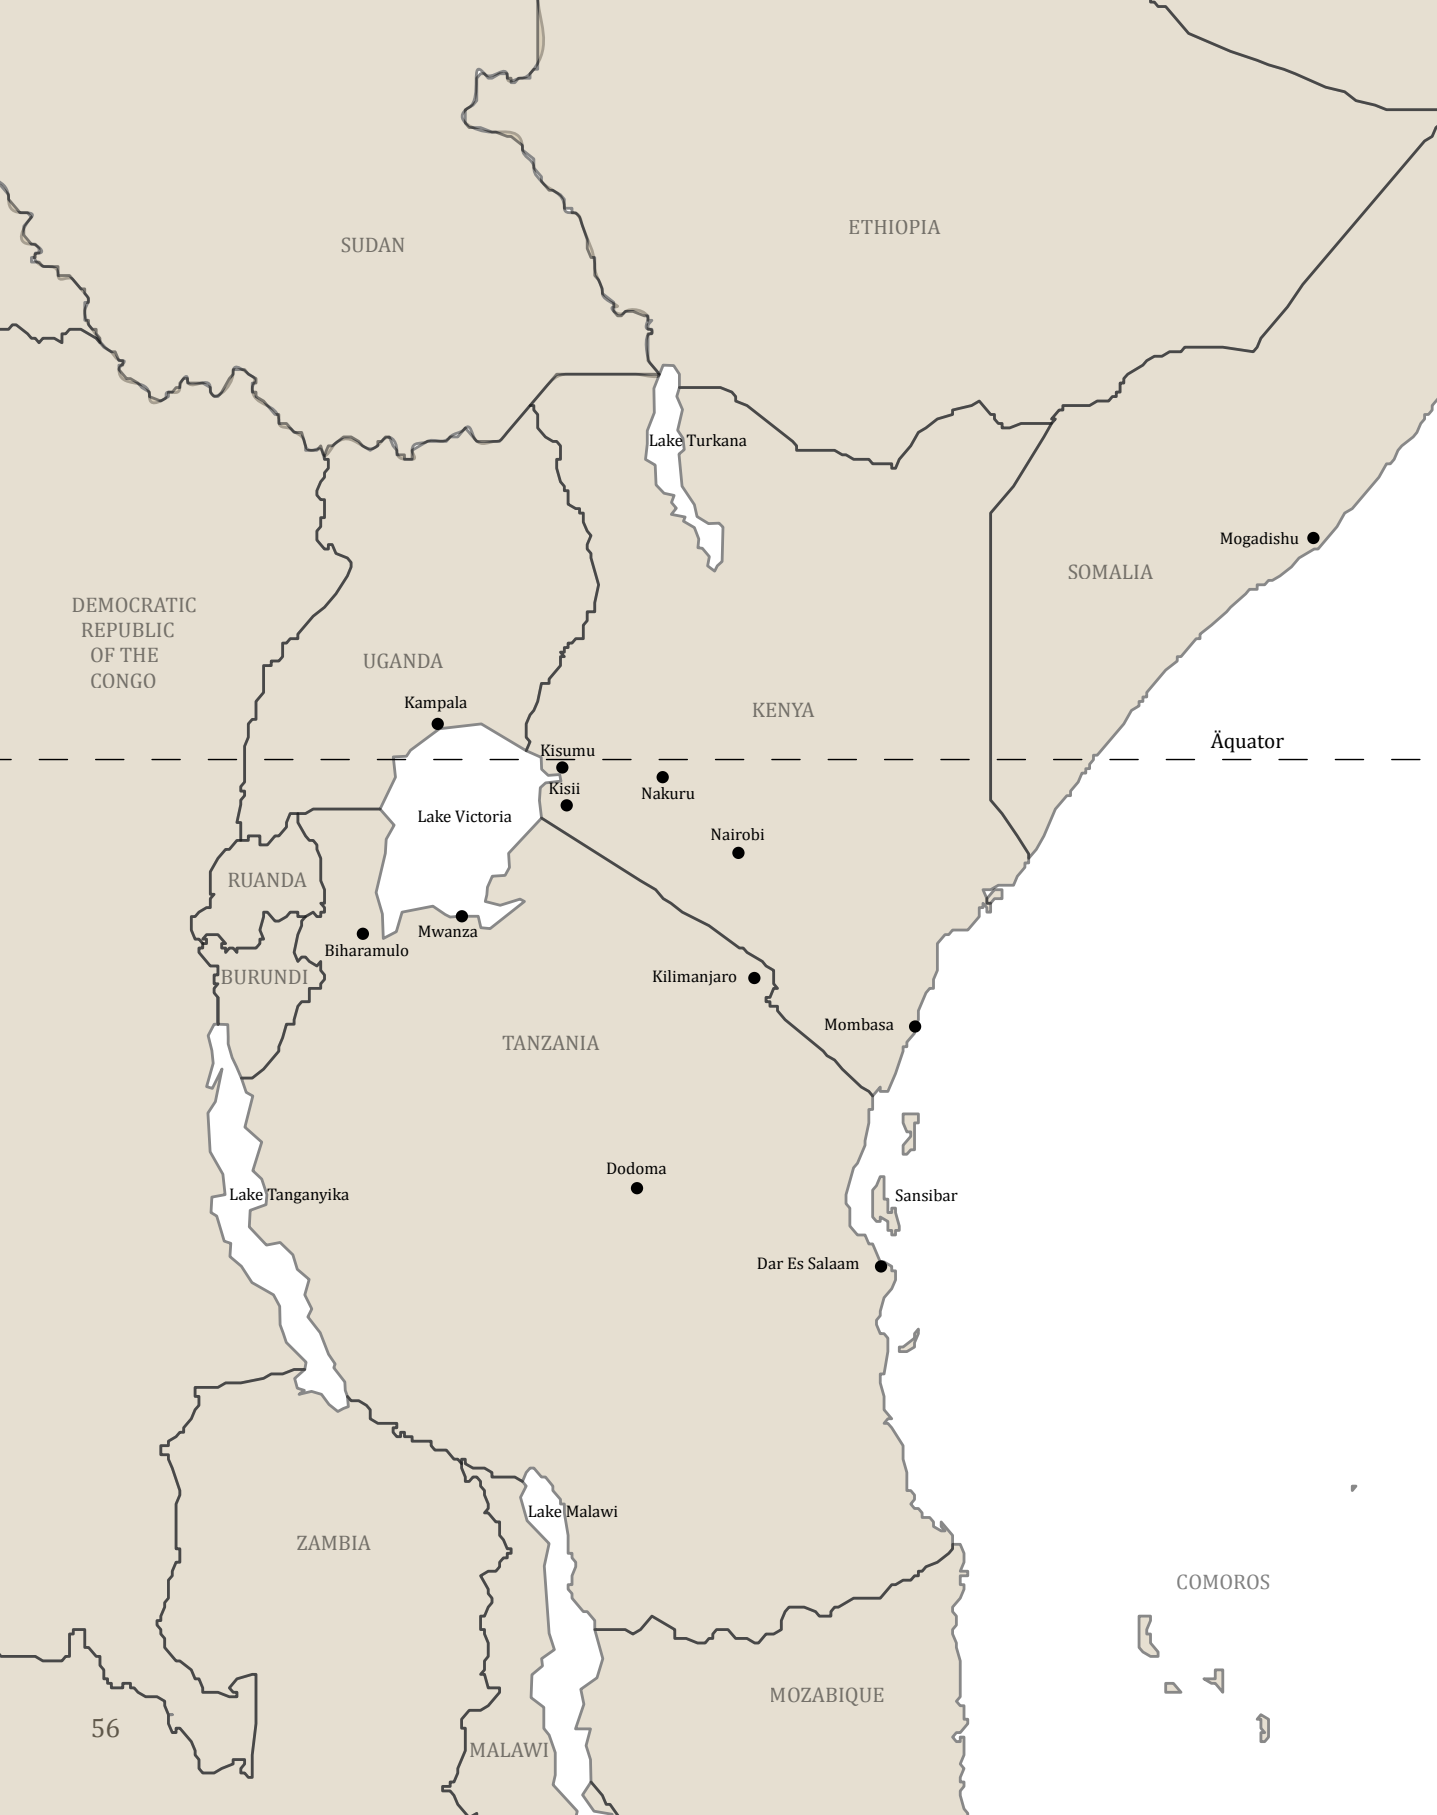 ETHIOPIA
SUDAN
Lake Turkana
Mogadishu
SOMALIA
DEMOCRATIC
REPUBLIC
OF THE
CONGO
UGANDA
Kampala
KENYA
Äquator
Kisumu
Kisii
Nakuru
Lake Victoria
Nairobi
RUANDA
Mwanza
Biharamulo
BURUNDI
Kilimanjaro
Mombasa
TANZANIA
Dodoma
Lake Tanganyika
Sansibar
Dar Es Salaam
Lake Malawi
ZAMBIA
COMOROS
MOZABIQUE
56
MALAWI